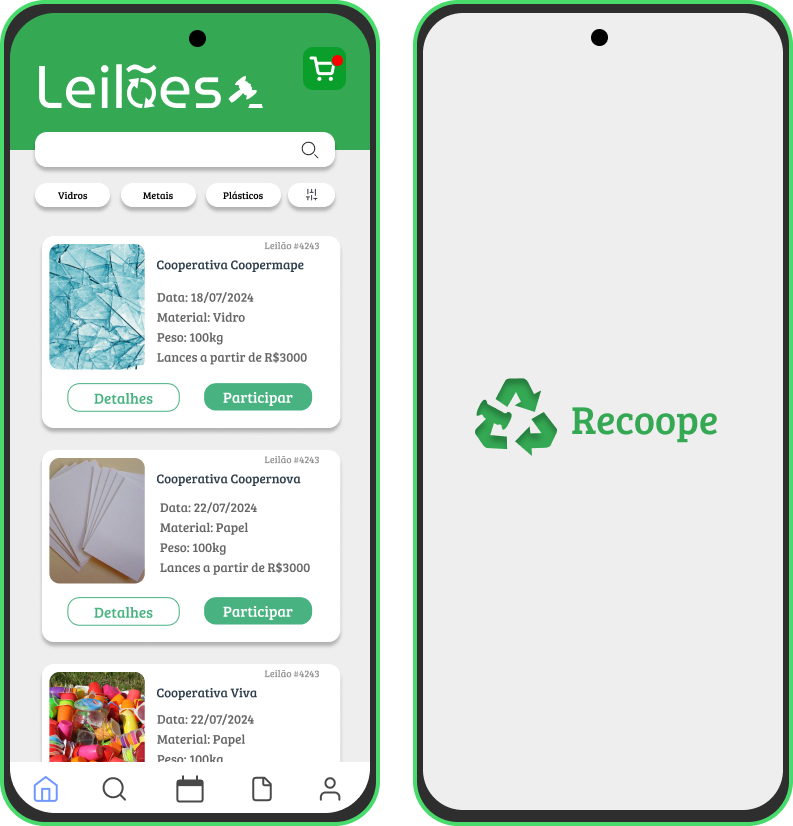 Leilões
Vidros
Metais
Plásticos
Leilão #4243
Cooperativa Coopermape
Data: 18/07/2024
Material: Vidro
Peso: 100kg
Lances a partir de R$3000
Detalhes
Participar
Leilão #4243
Cooperativa Coopernova
Data: 22/07/2024
Material: Papel
Peso: 100kg
Lances a partir de R$3000
Detalhes
Participar
Leilão #4243
Cooperativa Viva
Data: 22/07/2024
Material: Papel
Peso: 100kg
Recoope